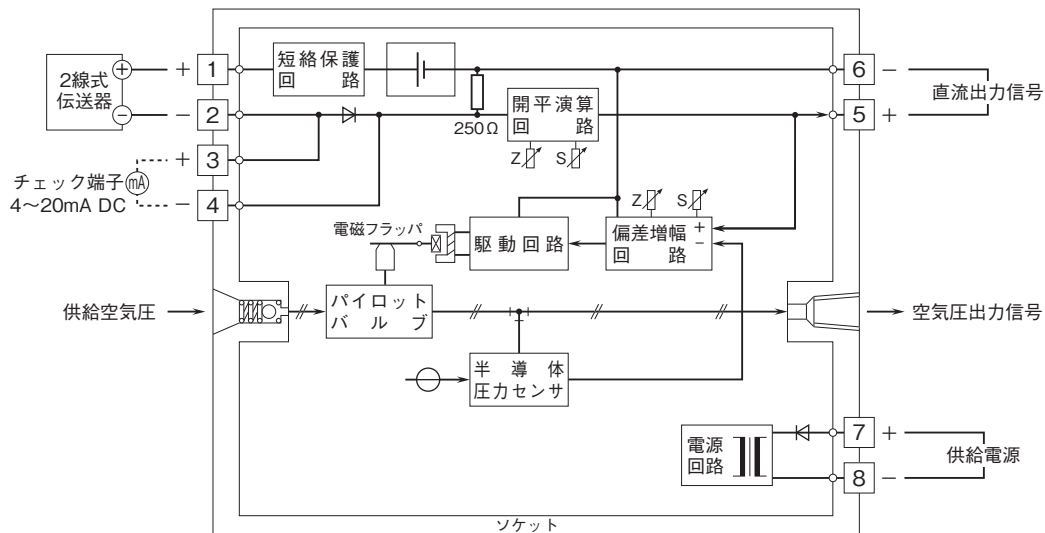 2線式
伝送器
+
−
+ 1
− 2
+ 3
− 4
チェック端子
4～20mA DC
mA
短絡保護
回路
250Ω
開平演算
回路
Z S
6 −
5 +
直流出力信号
電磁フラッパ
駆動回路
Z S
偏差増幅
回路
+
−
供給空気圧
パイロット
バルブ
空気圧出力信号
半導体
圧力センサ
電源
回路
7 +
8 −
供給電源
ソケット